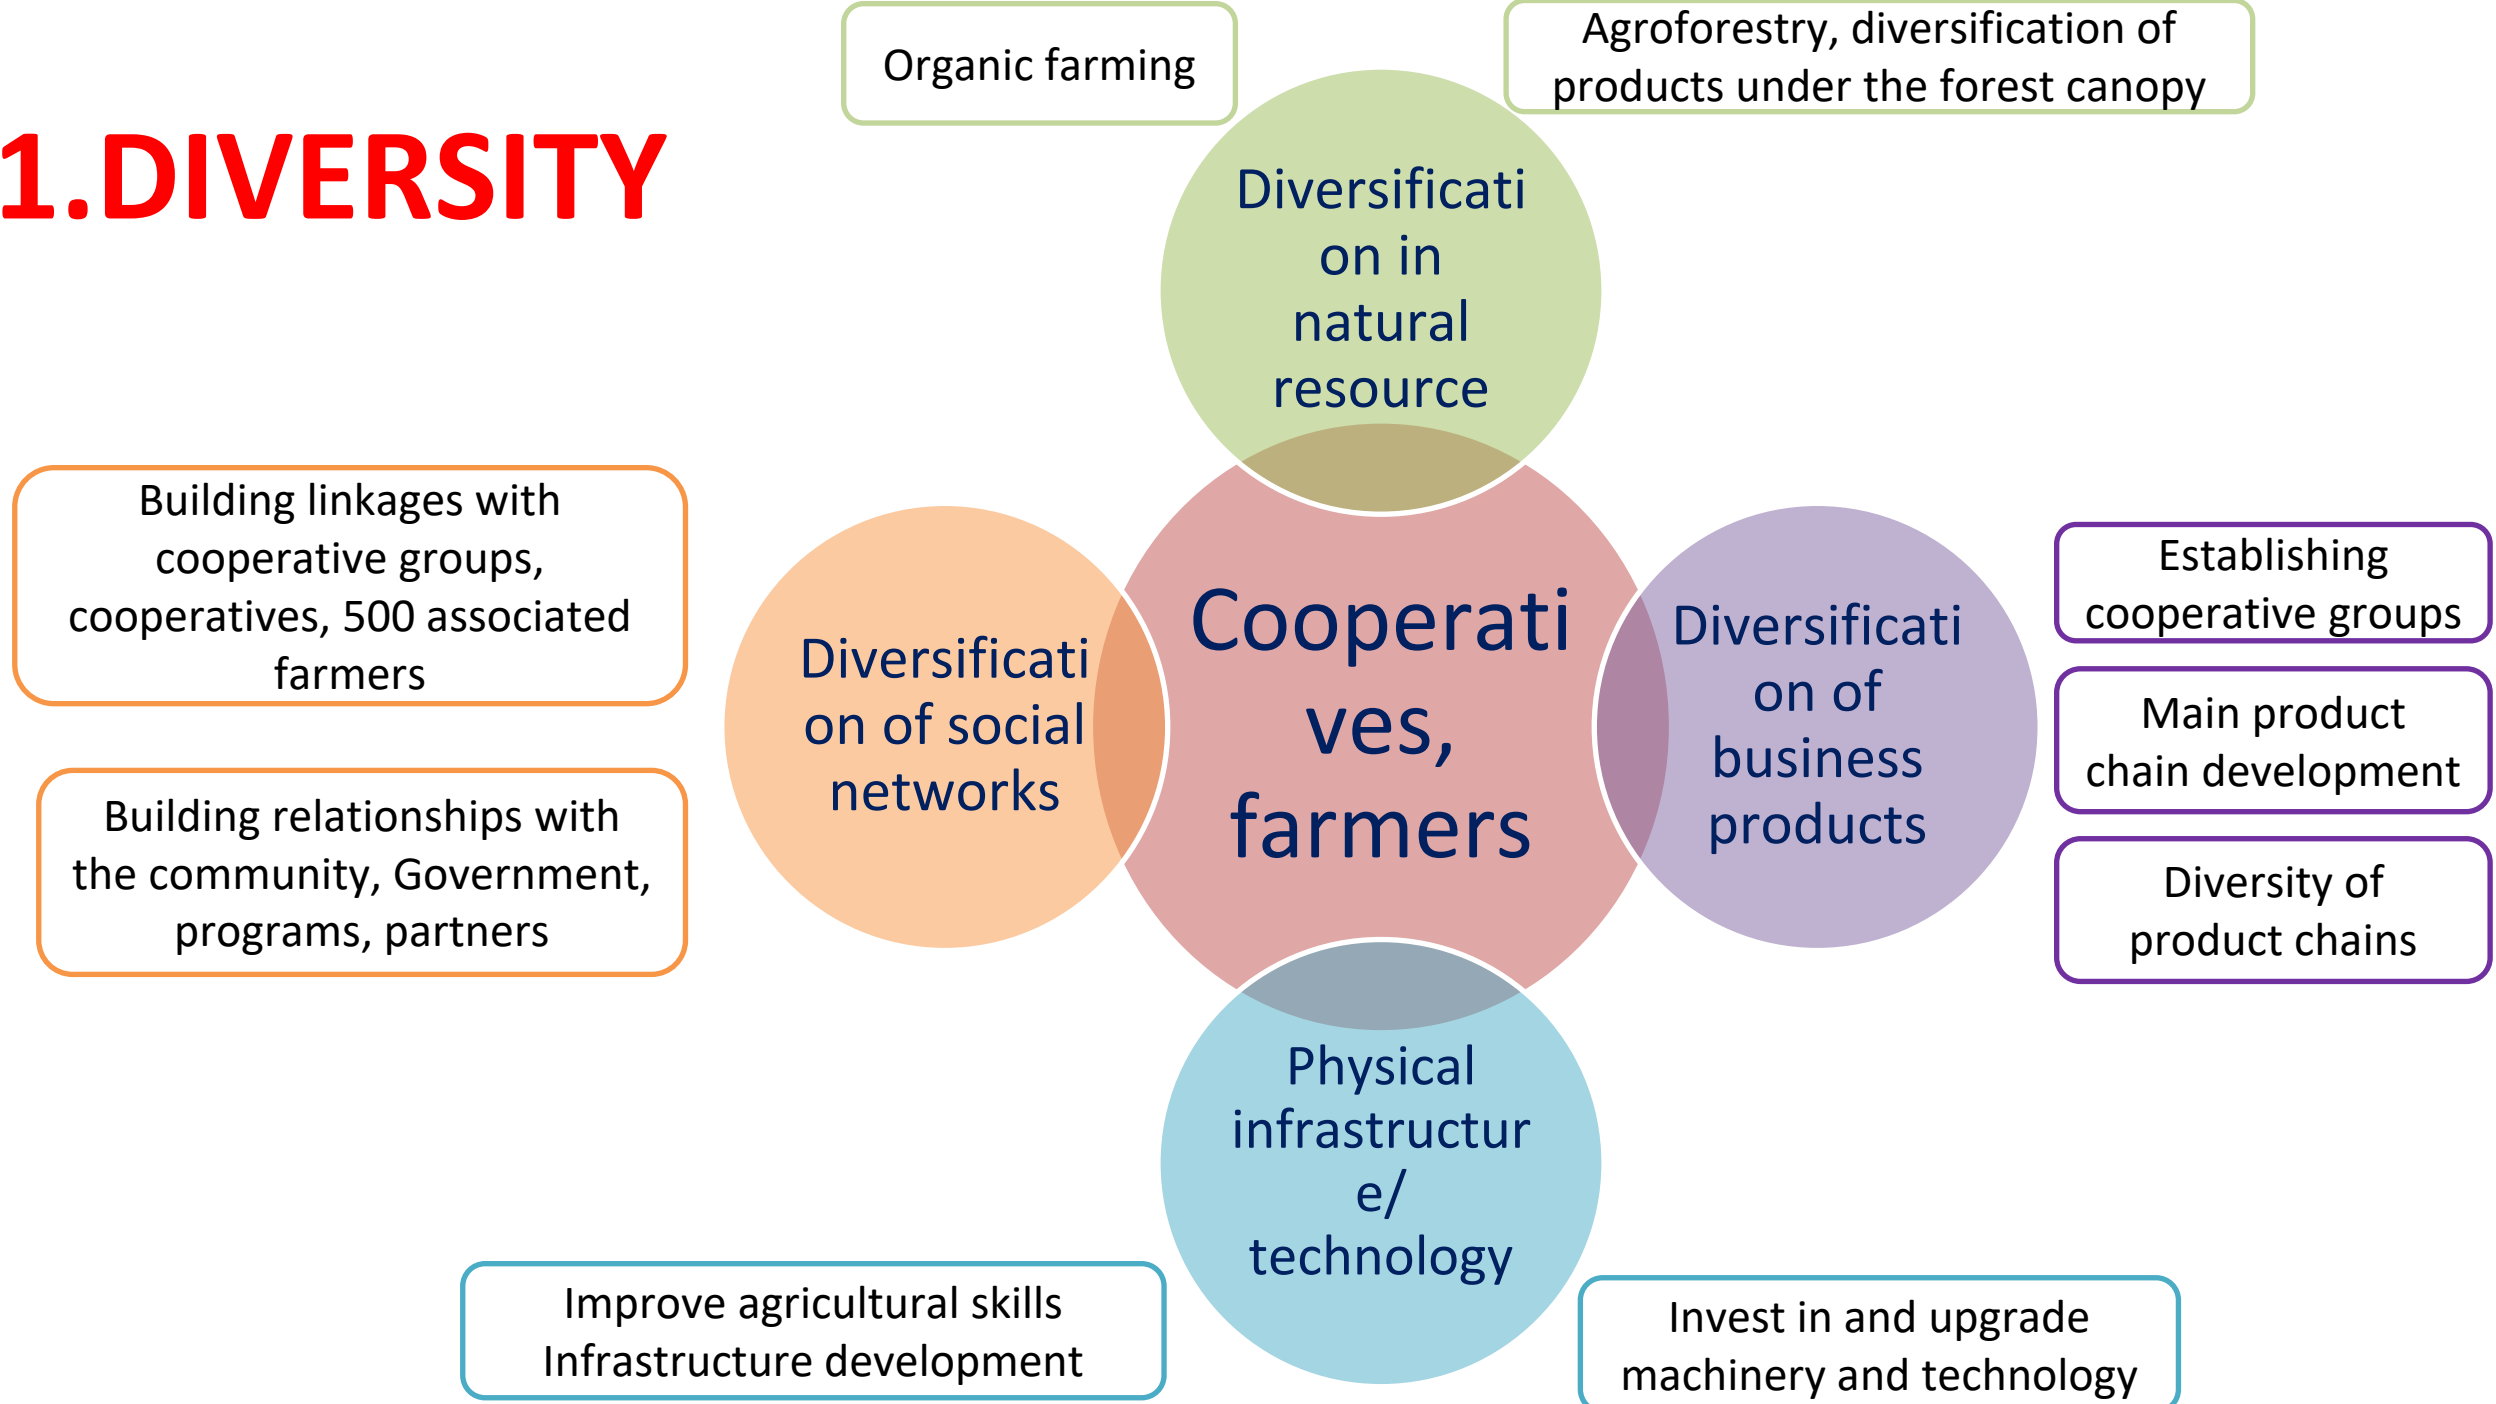 1.DIVERSITY
Organic farming
Agroforestry, diversification of
products under the forest canopy
Diversificati
on in
natural
resource
Building linkages with
cooperative groups,
cooperatives, 500 associated
farmers
Building relationships with
the community, Government,
programs, partners
Diversificati
on of social
networks
Cooperati
ves,
farmers
Diversificati
on of
business
products
Establishing
cooperative groups
Main product
chain development
Diversity of
product chains
Physical
infrastructur
e/
technology
Improve agricultural skills
Infrastructure development
Invest in and upgrade
machinery and technology